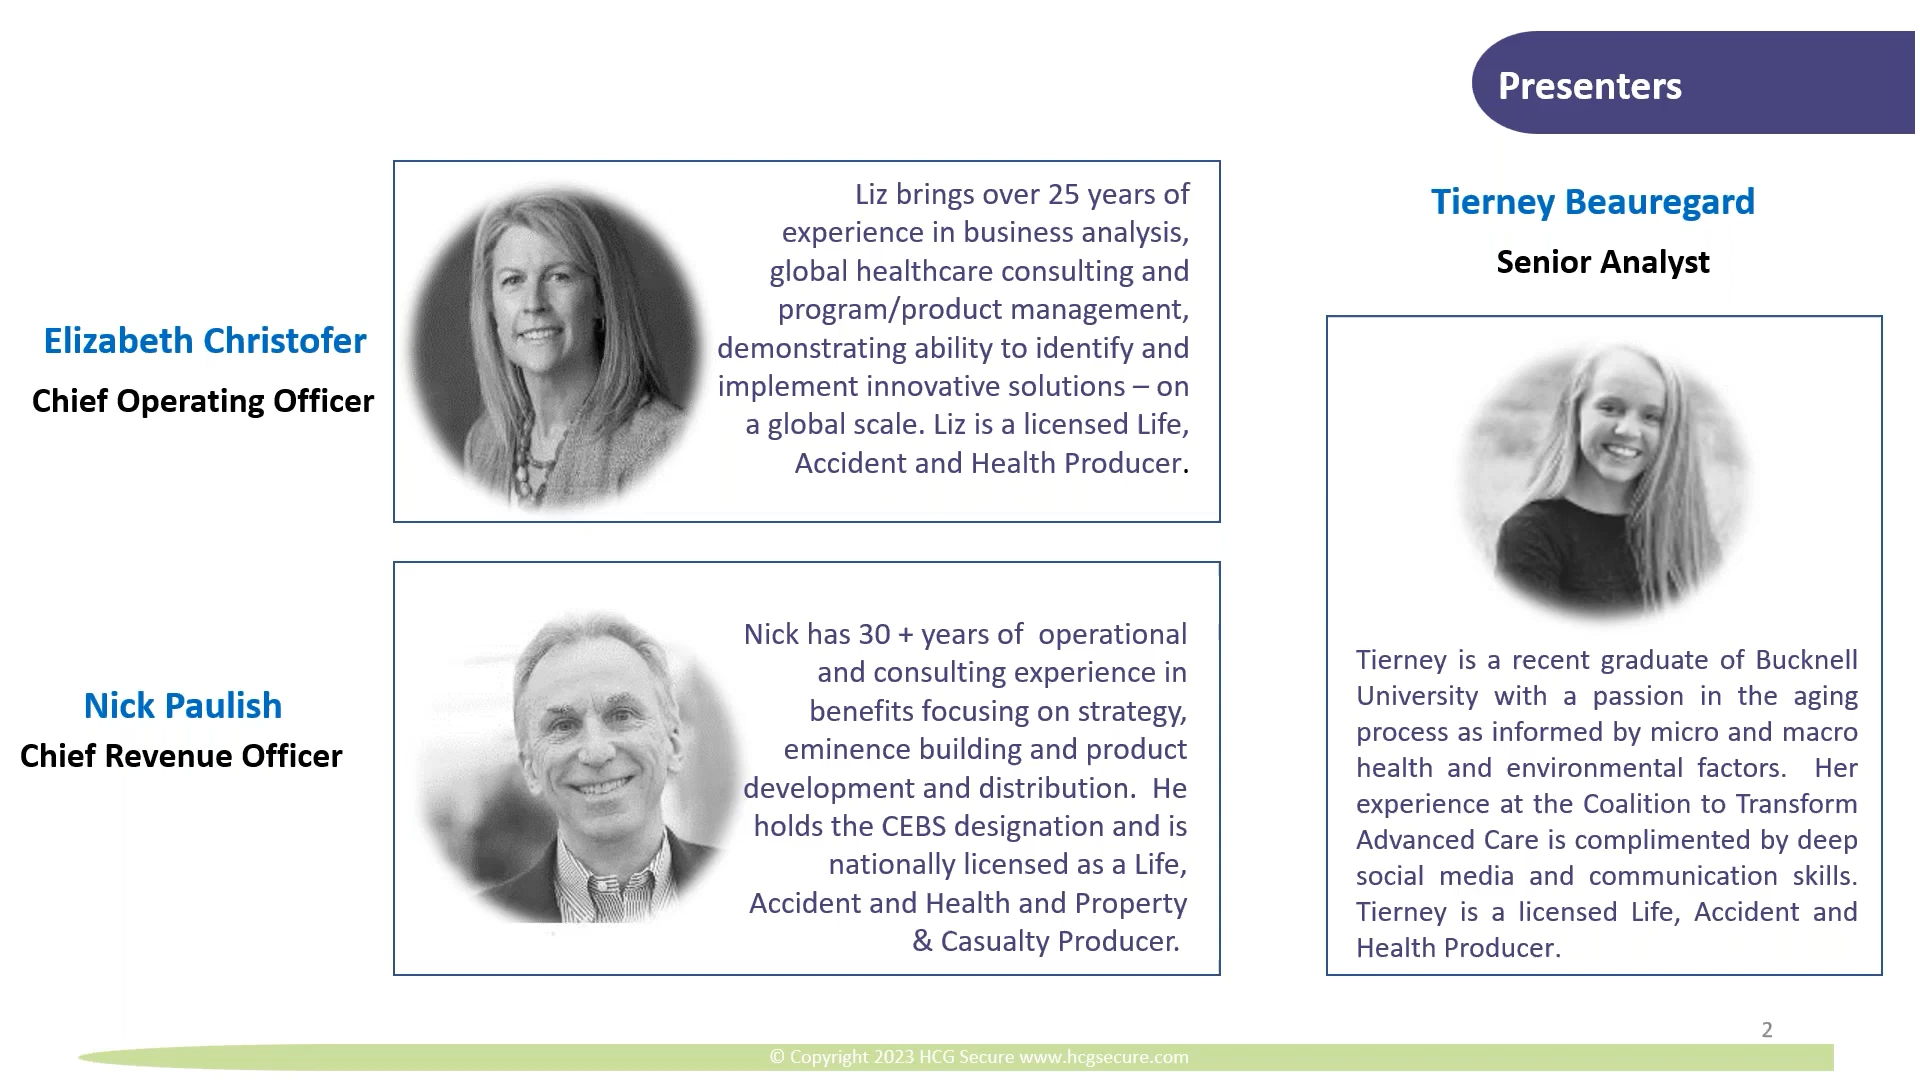 Presenters
Elizabeth Christofer
Chief Operating Officer
Liz brings over 25 years of
experience in business analysis,
global healthcare consulting and
program/product management,
demonstrating ability to identify and
implement innovative solutions – on
a global scale. Liz is a licensed Life,
Accident and Health Producer.
Nick Paulish
Chief Revenue Officer
Nick has 30 + years of  operational
and consulting experience in
benefits focusing on strategy,
eminence building and product
development and distribution.  He
holds the CEBS designation and is
nationally licensed as a Life,
Accident and Health and Property
& Casualty Producer.
Tierney Beauregard
Senior Analyst
Tierney is a recent graduate of Bucknell
University with a passion in the aging
process as informed by micro and macro
health and environmental factors.  Her
experience at the Coalition to Transform
Advanced Care is complimented by deep
social media and communication skills.
Tierney is a licensed Life, Accident and
Health Producer.
2
© Copyright 2023 HCG Secure www.hcgsecure.com